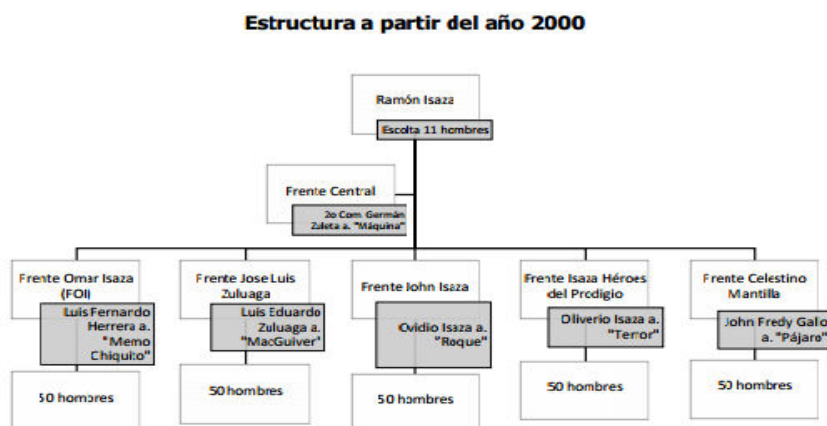 Estructura a partir del año 2000
Ramón Isaza
Escolta 11 hombres
Frente Central
2o Com. Germán
Zuleta a. "Máquina"
Frente Omar Isaza
(FOI)
Luis Fernando
Herrera a.
"Memo
Chiquito"
50 hombres
Frente Jose Luis
Zuluaga
Luis Eduardo
Zuluaga a.
"MacGuiver"
50 hombres
Frente John Isaza
Ovidio Isaza a.
"Roque"
50 hombres
Frente Isaza Héroes
del Prodigio
Oliverio Isaza a.
"Terror"
50 hombres
Frente Celestino
Mantilla
John Fredy Gallo
a. "Pájaro"
50 hombres